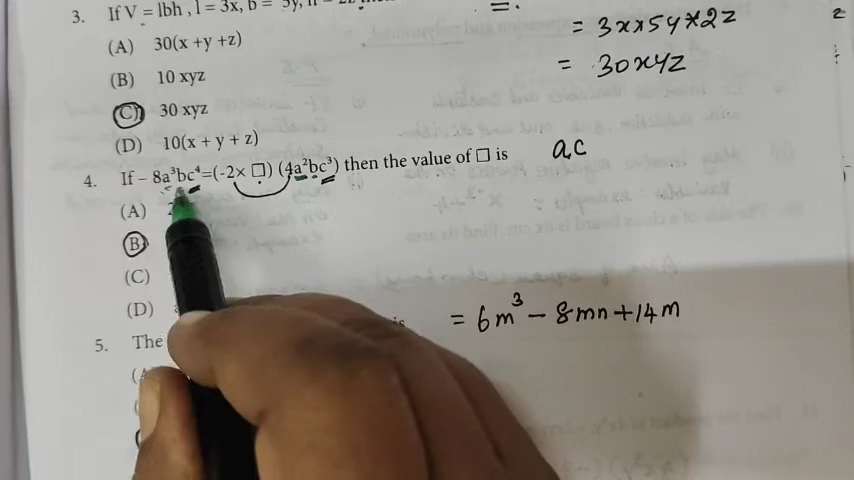 3. If V = lbh , l = 3x, b = 5y,
=.
(A) 30(x +y +z)
= 3x×5y×2z
(B) 10 xyz
= 30xyz
(C) 30 xyz
(D) 10(x + y + z)
4. If – 8a³bc⁴=(-2× □) (4a²bc³) then the value of □ is
ac
(A)
(B)
(C)
(D)
= 6m³ - 8mn + 14m
5. The is